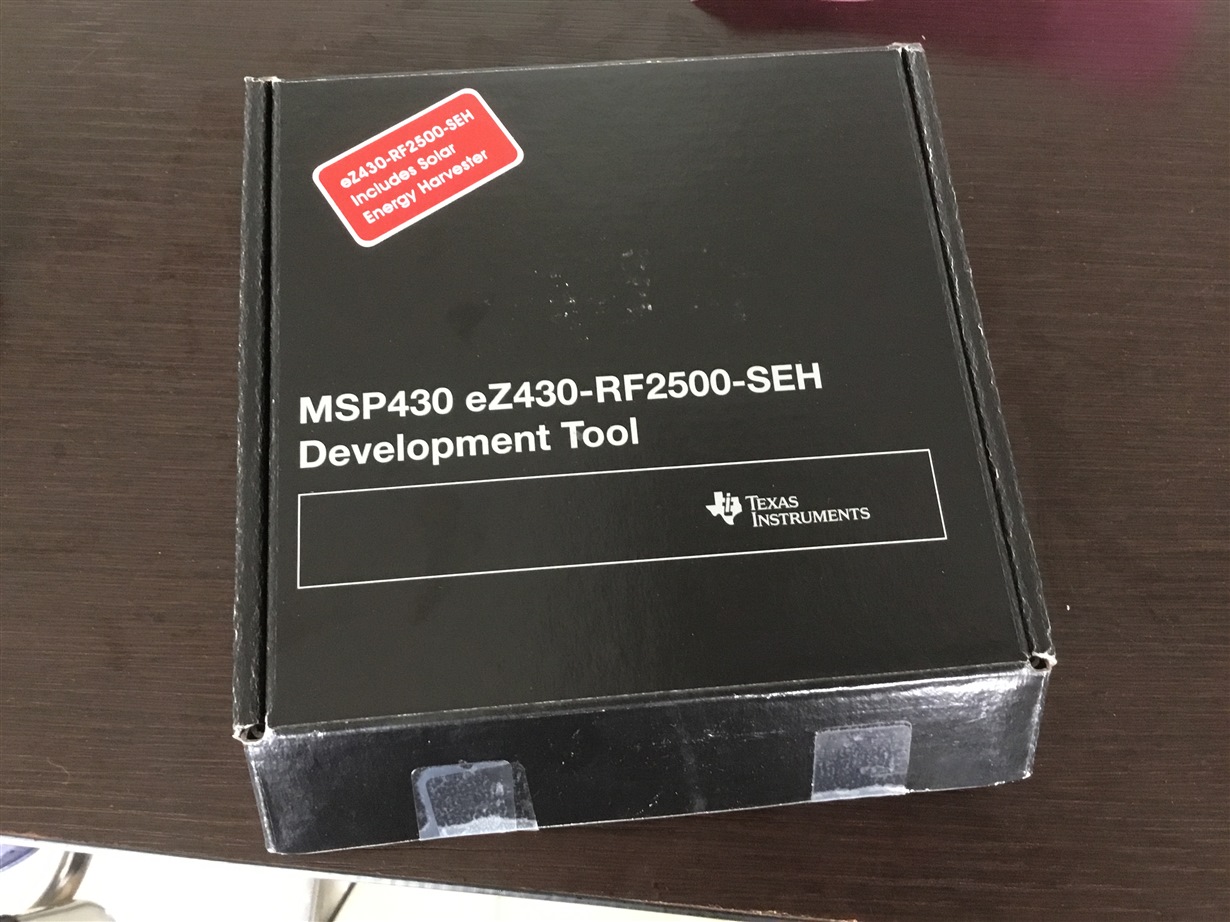 eZ430-RF2500-SEH
Includes Solar
Energy Harvester
MSP430 eZ430-RF2500-SEH
Development Tool
TEXAS
INSTRUMENTS